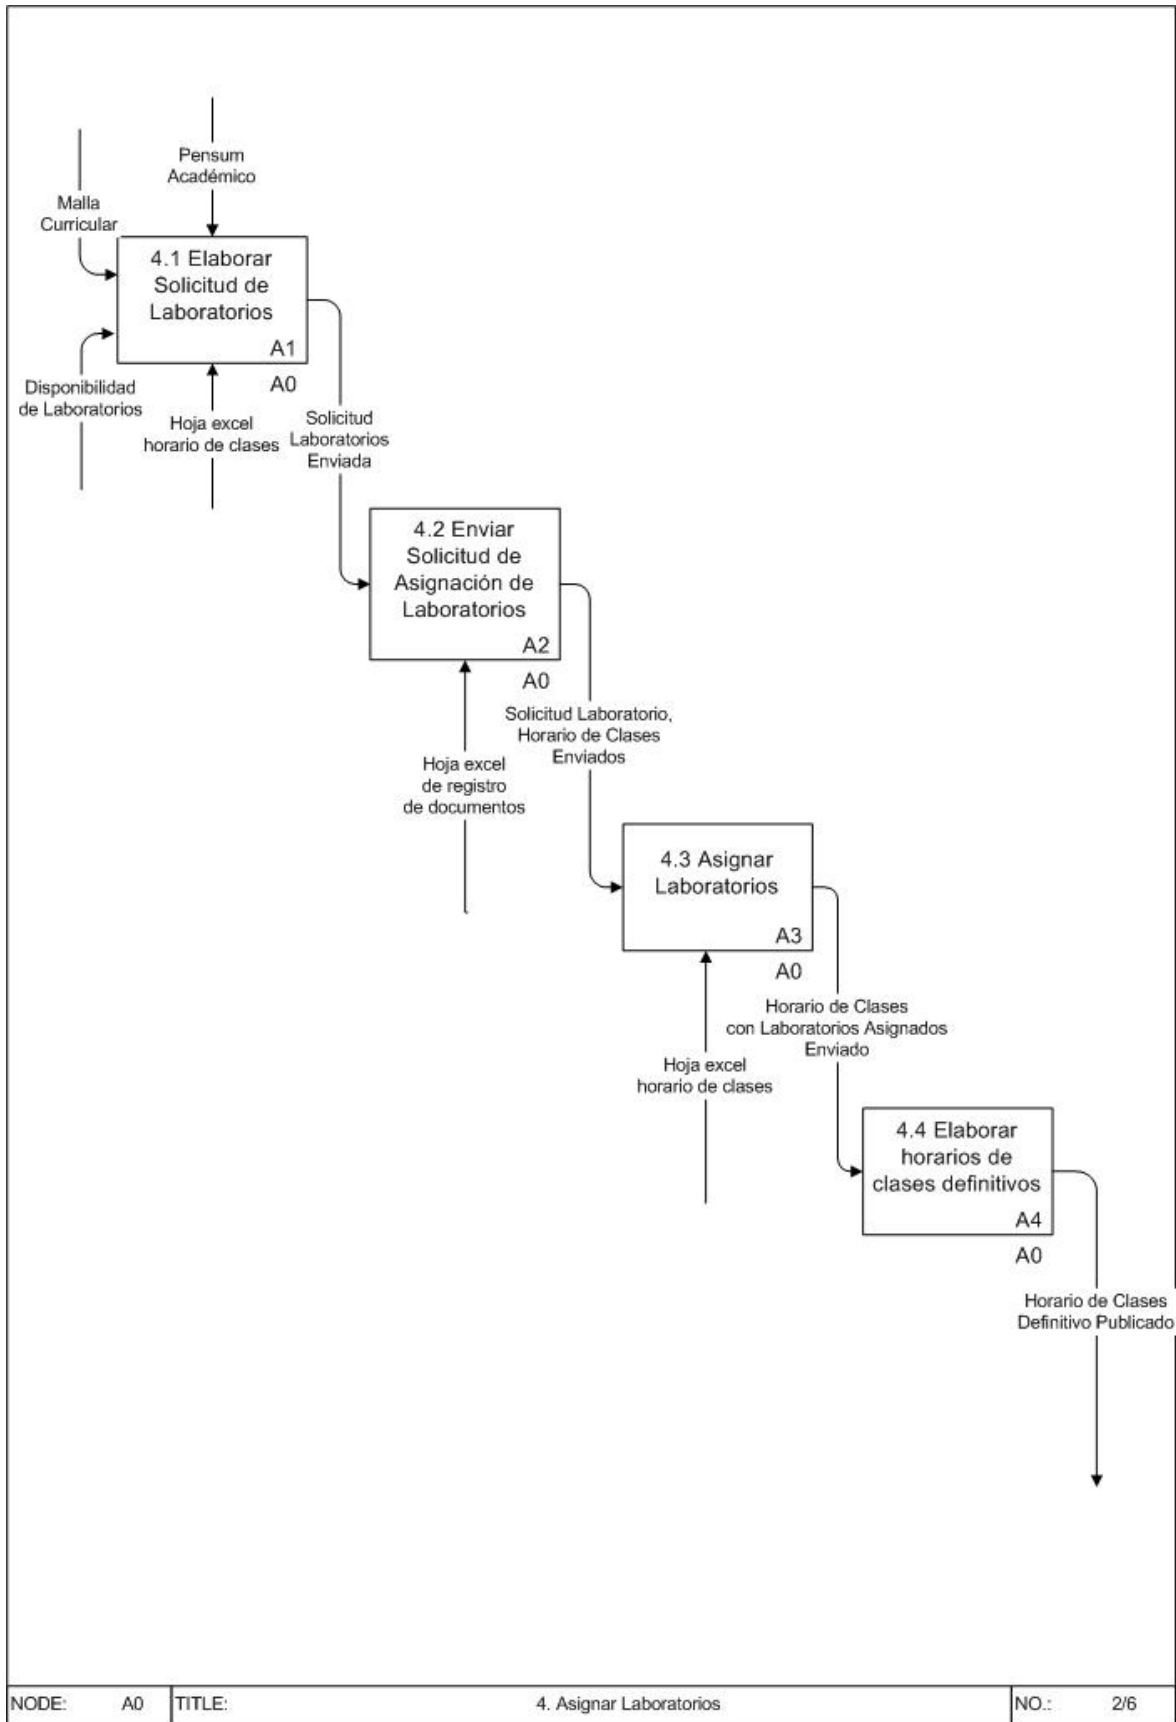 Pensum
Académico
Malla
Curricular
4.1 Elaborar
Solicitud de
Laboratorios
A1
A0
Disponibilidad
de Laboratorios
Hoja excel
horario de clases
Solicitud
Laboratorios
Enviada
4.2 Enviar
Solicitud de
Asignación de
Laboratorios
A2
A0
Hoja excel
de registro
de documentos
Solicitud Laboratorio,
Horario de Clases
Enviados
4.3 Asignar
Laboratorios
A3
A0
Hoja excel
horario de clases
Horario de Clases
con Laboratorios Asignados
Enviado
4.4 Elaborar
horarios de
clases definitivos
A4
A0
Horario de Clases
Definitivo Publicado
NODE: A0 TITLE: 4. Asignar Laboratorios NO.: 2/6